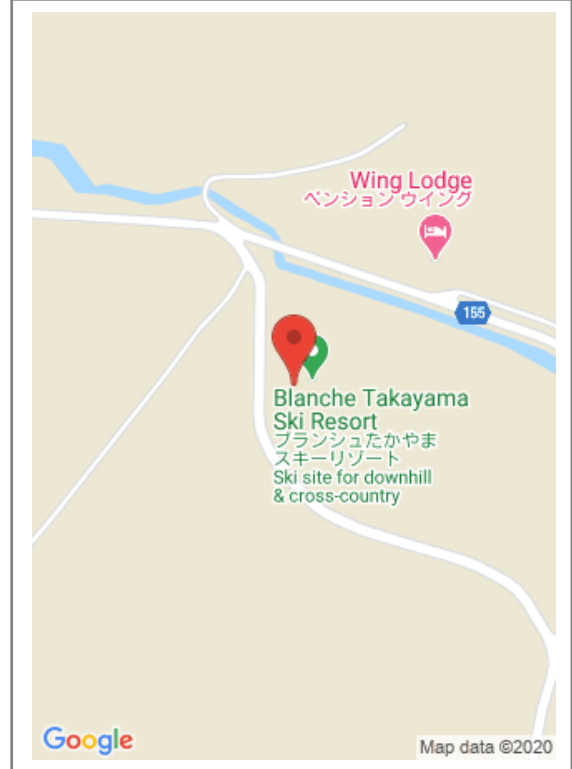 Wing Lodge
ペンション ウイング
155
Blanche Takayama
Ski Resort
ブランシュたかやま
スキーリゾート
Ski site for downhill
& cross-country
Google
Map data ©2020